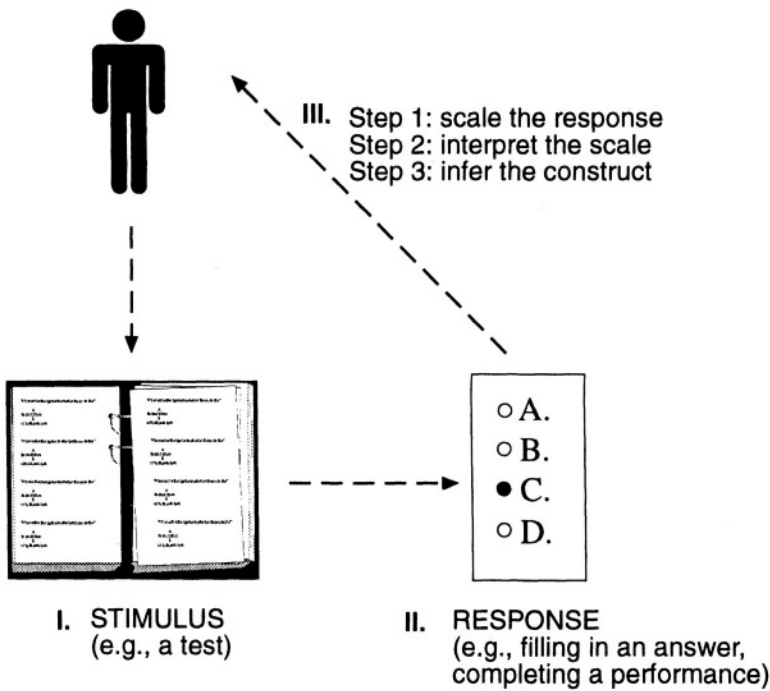 III. Step 1: scale the response
Step 2: interpret the scale
Step 3: infer the construct
A.
B.
C.
D.
I. STIMULUS
(e.g., a test)
II. RESPONSE
(e.g., filling in an answer,
completing a performance)